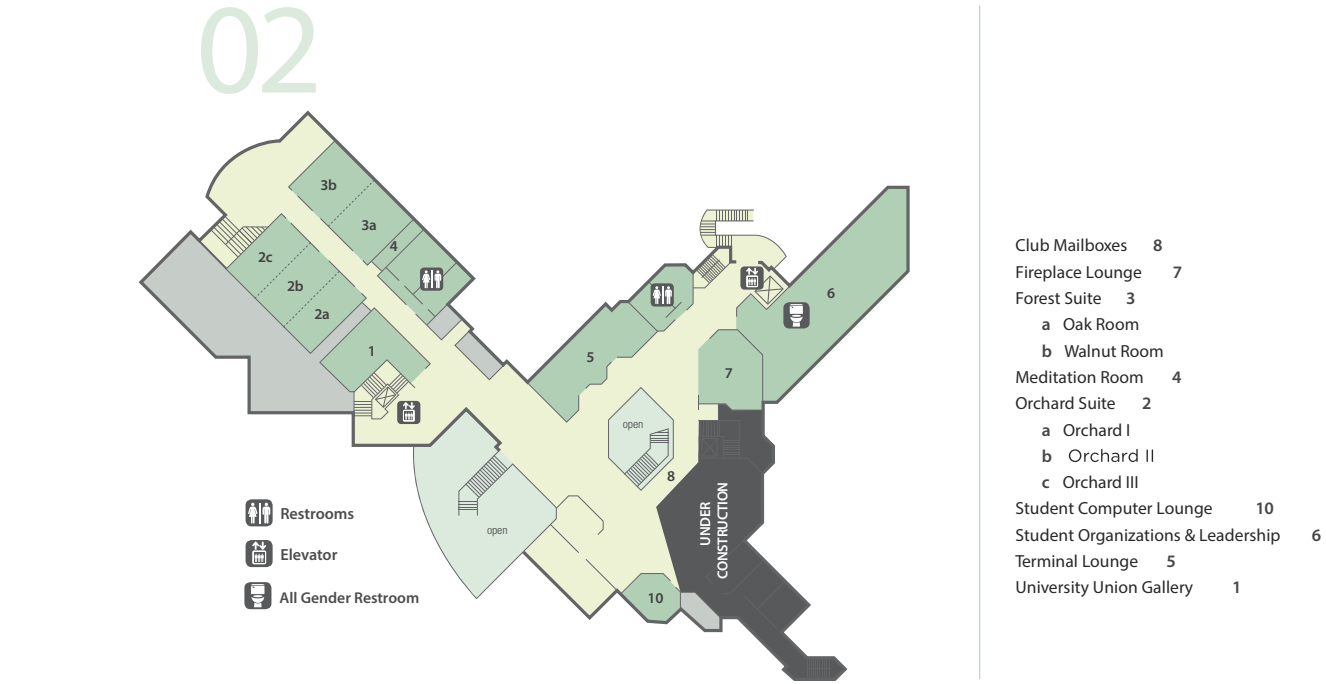 02
3b
3a
4
2c
2b
2a
1
6
5
7
open
8
UNDER
CONSTRUCTION
open
10
Restrooms
Elevator
All Gender Restroom
Club Mailboxes 8
Fireplace Lounge 7
Forest Suite 3
a Oak Room
b Walnut Room
Meditation Room 4
Orchard Suite 2
a Orchard I
b Orchard II
c Orchard III
Student Computer Lounge 10
Student Organizations & Leadership 6
Terminal Lounge 5
University Union Gallery 1